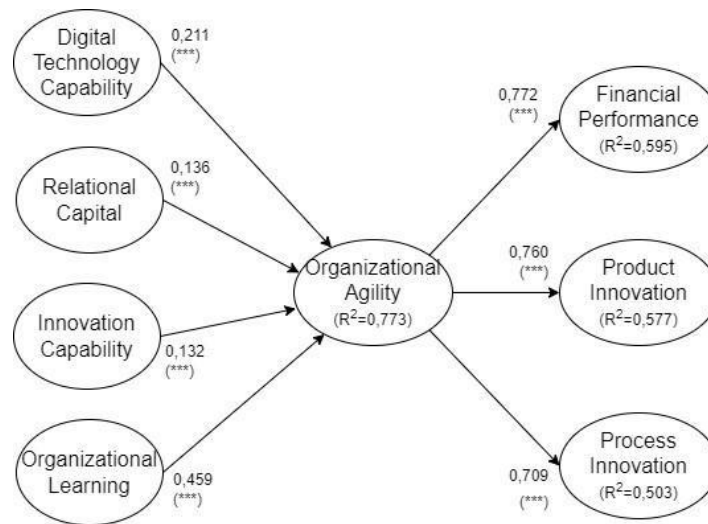 Digital
Technology
Capability
0,211
(***)
Relational
Capital
0,136
(***)
Innovation
Capability
0,132
(***)
Organizational
Learning
0,459
(***)
Organizational
Agility
(R²=0,773)
0,772
(***)
Financial
Performance
(R²=0,595)
0,760
(***)
Product
Innovation
(R²=0,577)
0,709
(***)
Process
Innovation
(R²=0,503)